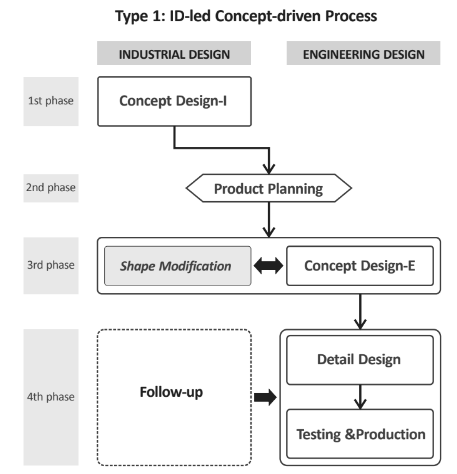 Type 1: ID-led Concept-driven Process
INDUSTRIAL DESIGN
ENGINEERING DESIGN
1st phase
Concept Design-I
2nd phase
Product Planning
3rd phase
Shape Modification
Concept Design-E
4th phase
Follow-up
Detail Design
Testing &Production